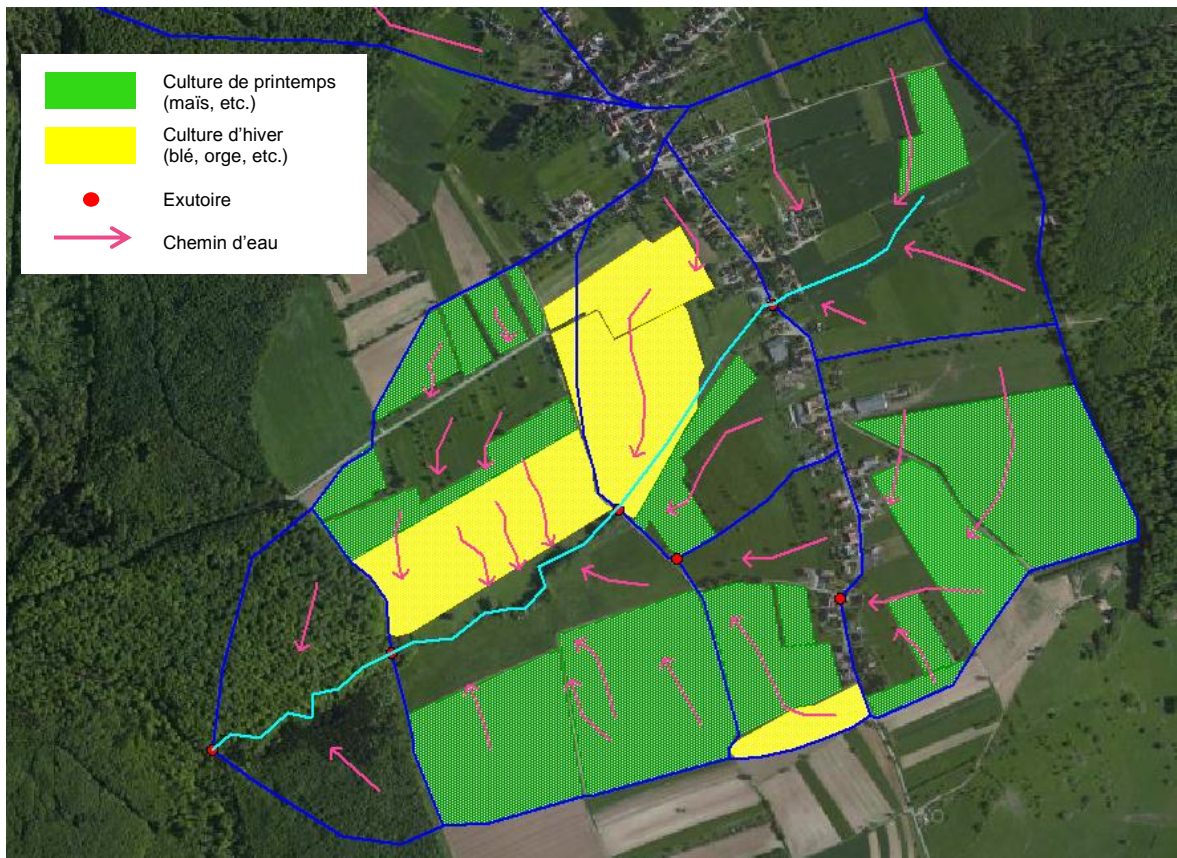 Culture de printemps
(maïs, etc.)
Culture d'hiver
(blé, orge, etc.)
Exutoire
Chemin d'eau